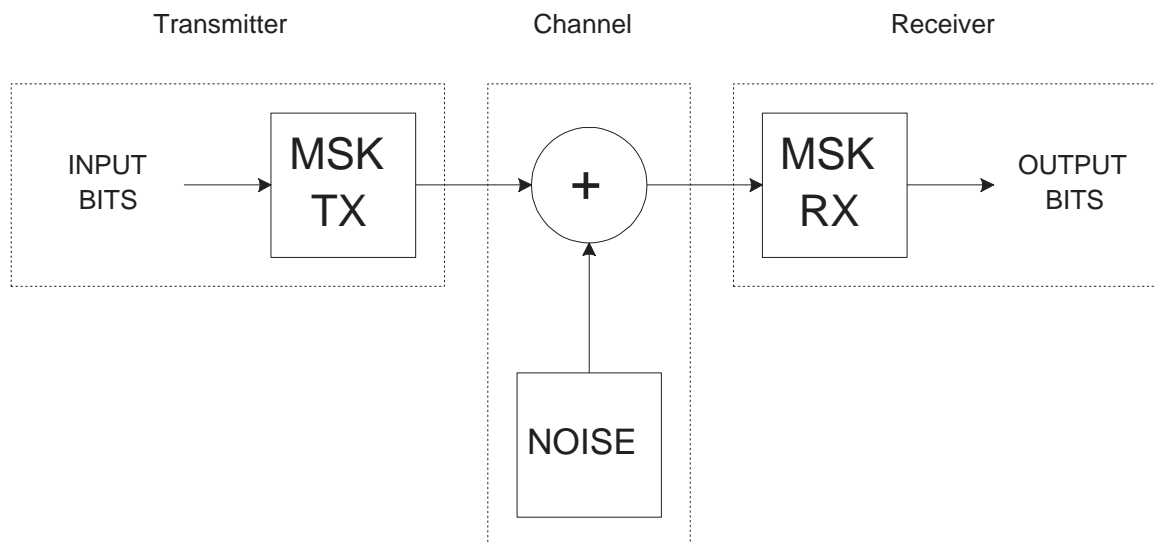 Transmitter
Channel
Receiver
INPUT
BITS
MSK
TX
+
MSK
RX
OUTPUT
BITS
NOISE